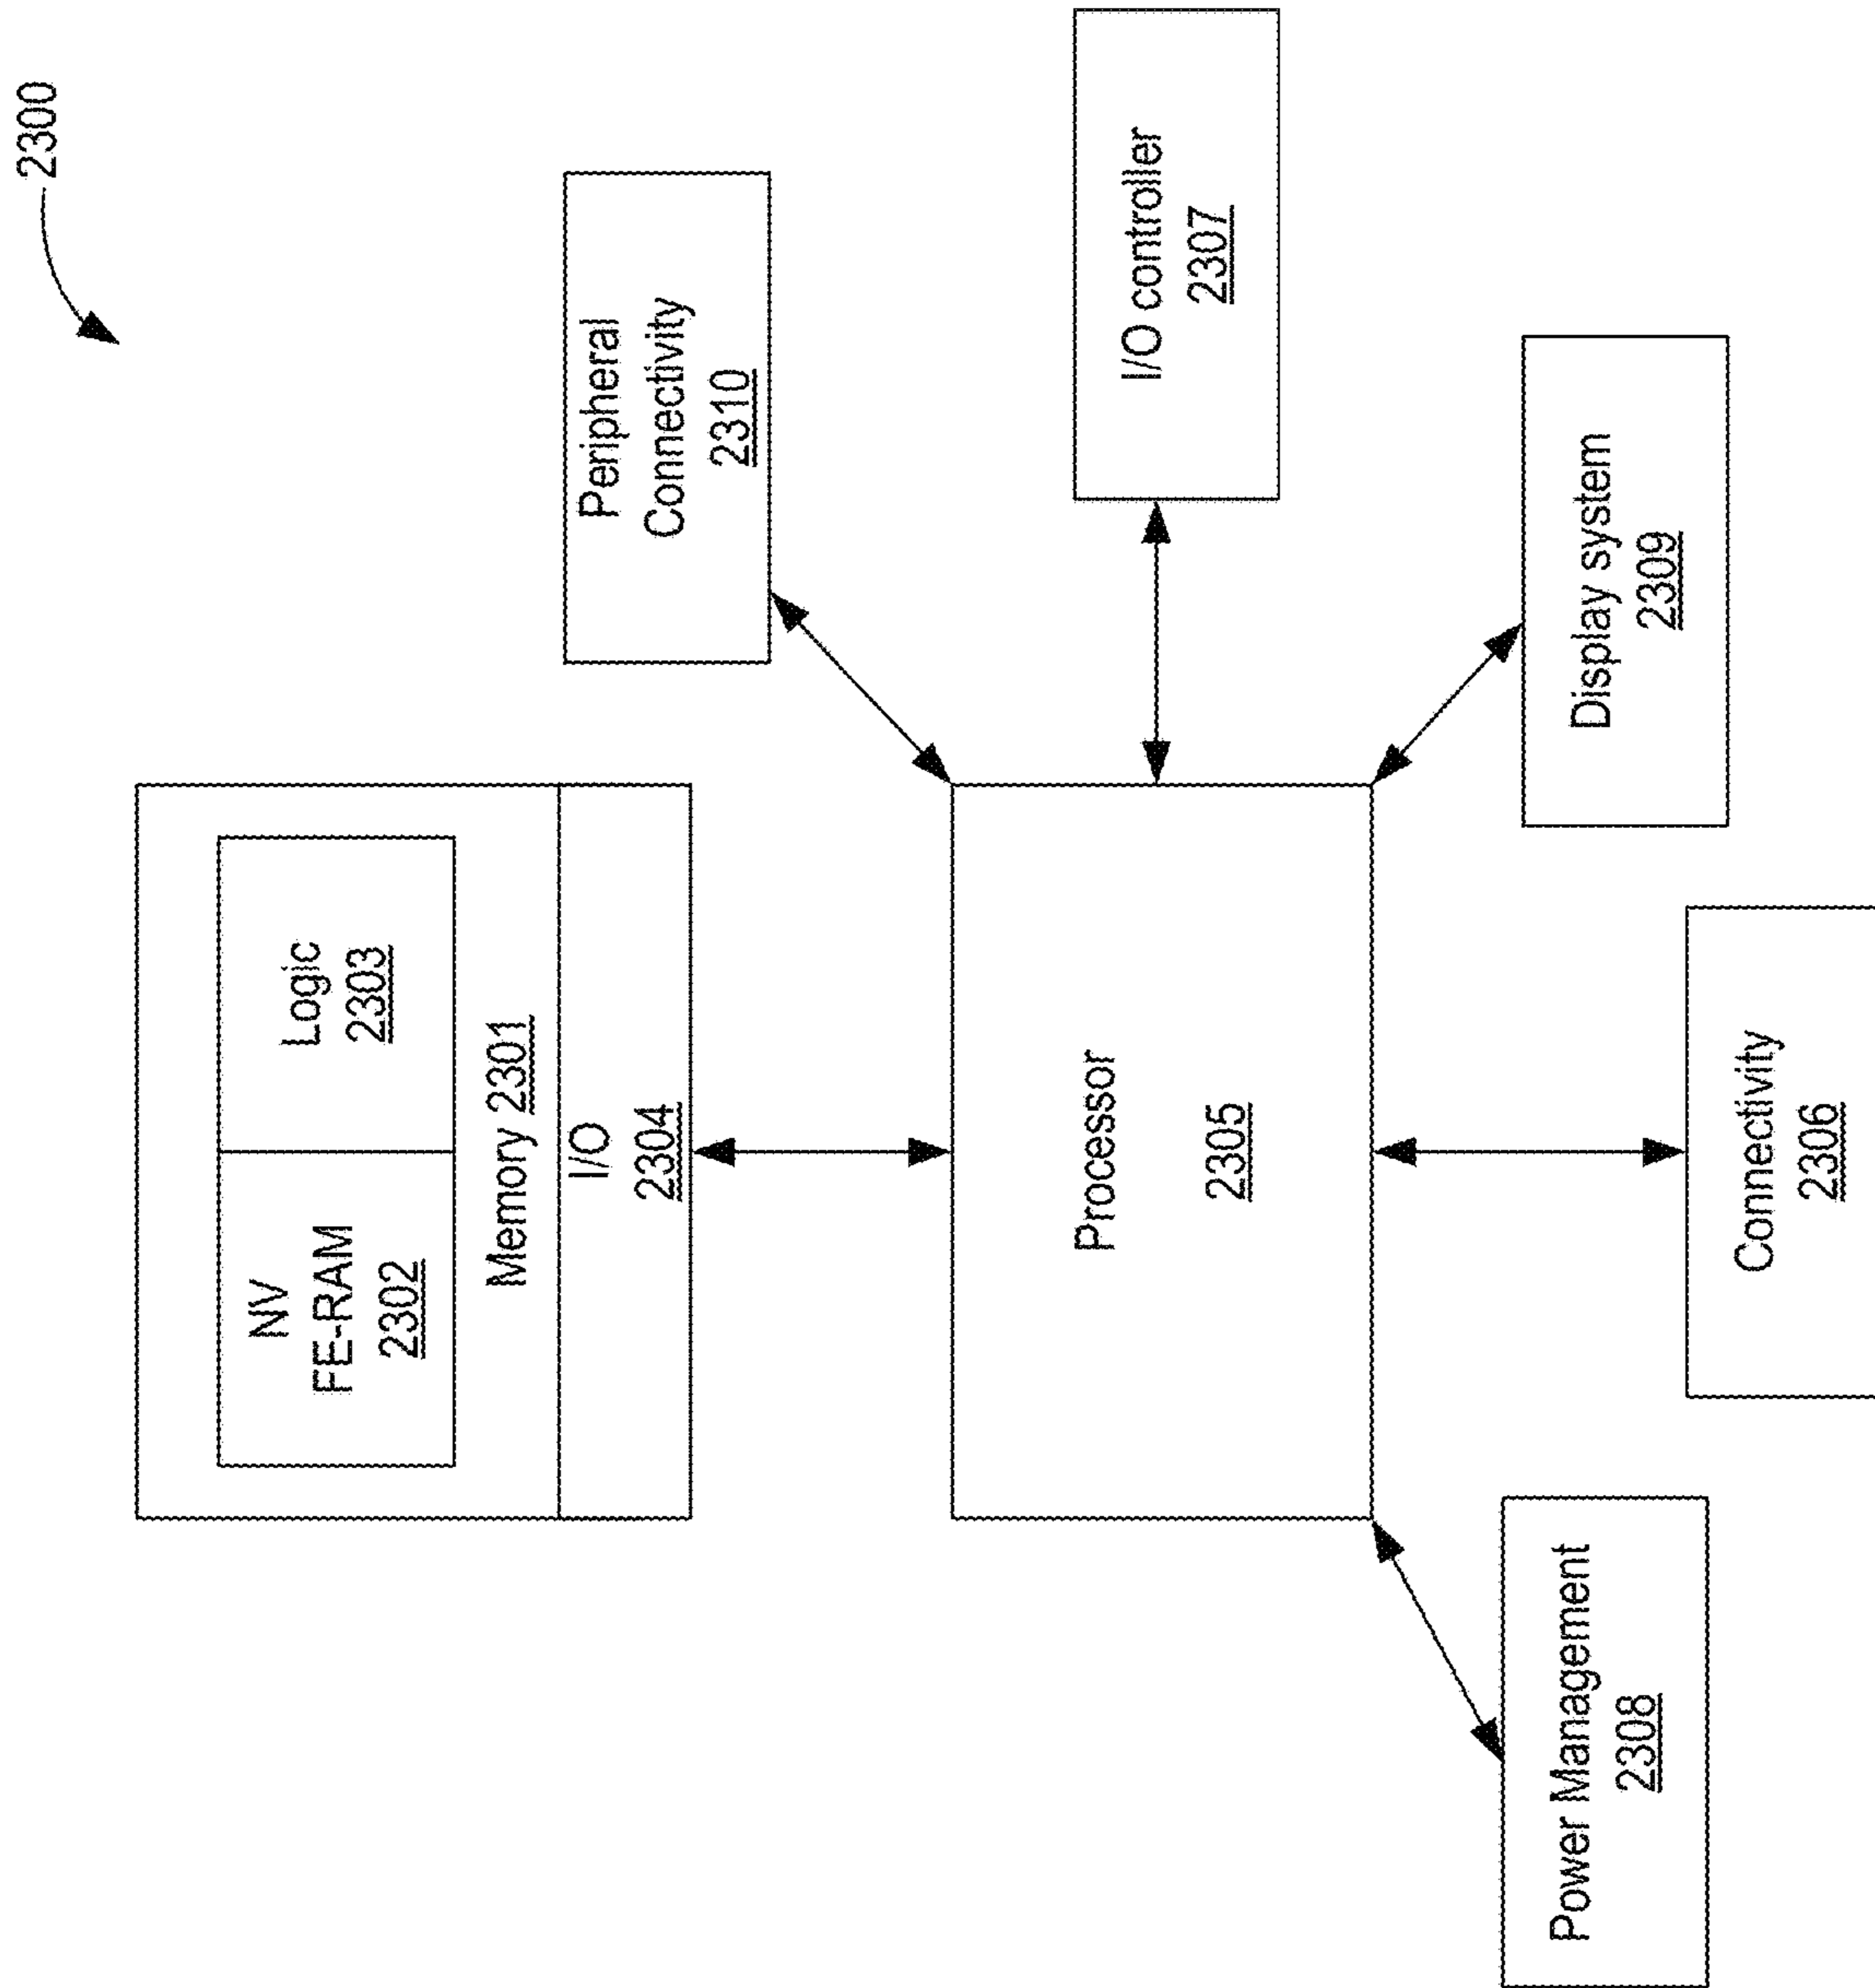 2300
NV
FE-RAM
2302
Logic
2303
Memory 2301
I/O
2304
Peripheral
Connectivity
2310
Processor
2305
I/O controller
2307
Power Management
2308
Connectivity
2306
Display system
2309